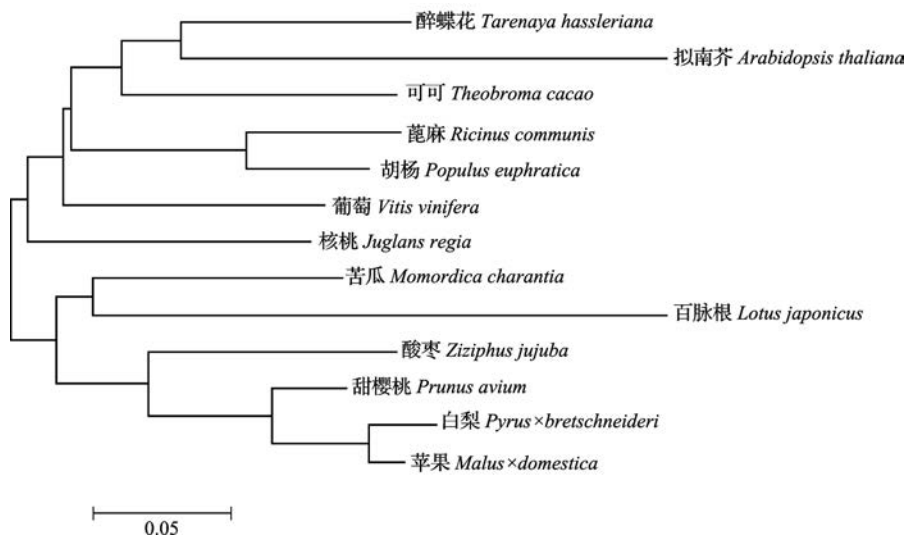 醉蝶花 Tarenaya hassleriana
拟南芥 Arabidopsis thaliana
可可 Theobroma cacao
蓖麻 Ricinus communis
胡杨 Populus euphratica
葡萄 Vitis vinifera
核桃 Juglans regia
苦瓜 Momordica charantia
百脉根 Lotus japonicus
酸枣 Ziziphus jujuba
甜樱桃 Prunus avium
白梨 Pyrus×bretschneideri
苹果 Malus×domestica
0.05